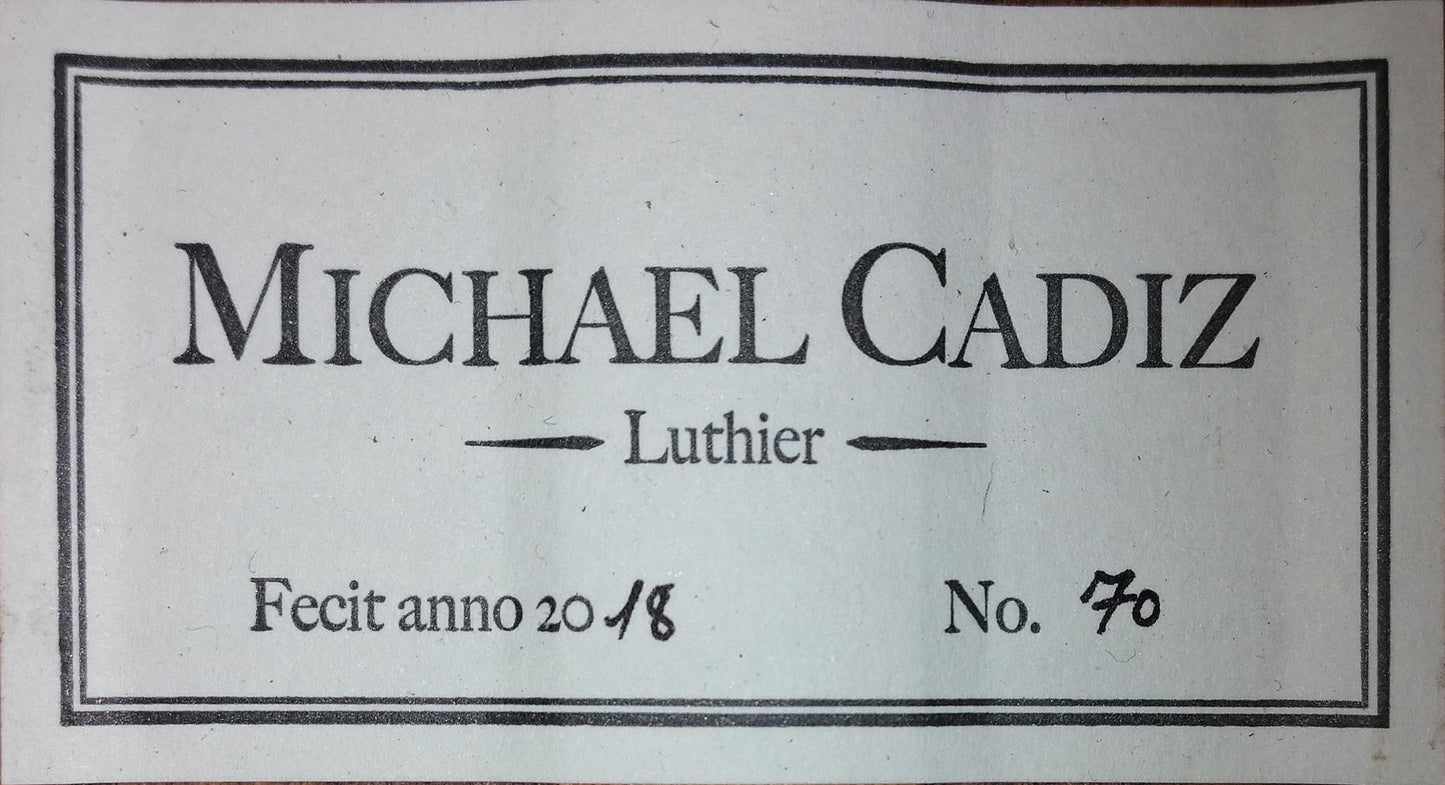 MICHAEL CADIZ
Luthier
Fecit anno 2018 No. 70